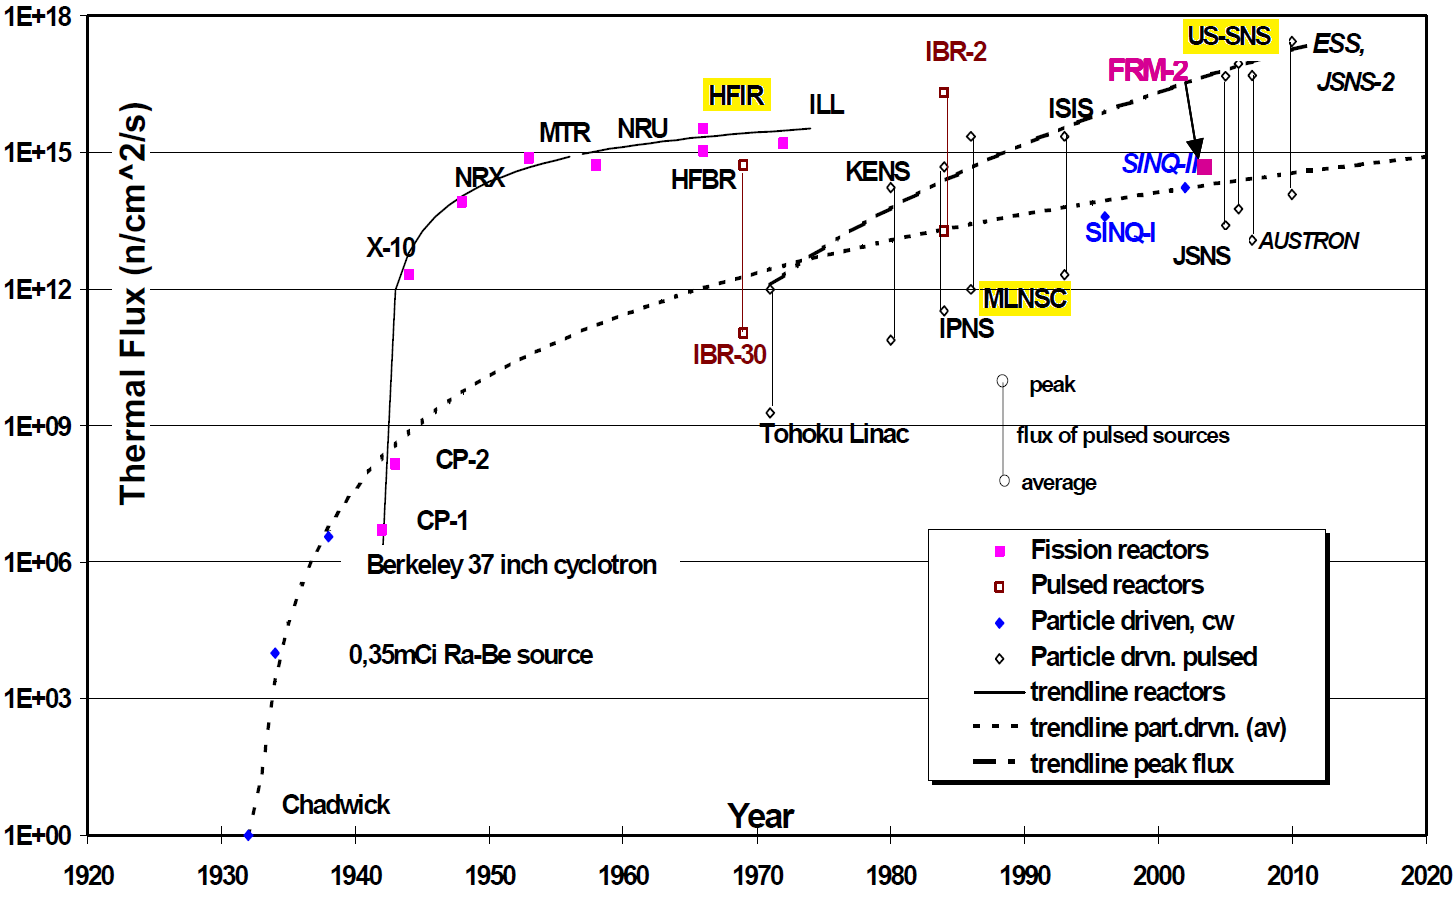 1E+18
1E+15
1E+12
1E+09
1E+06
1E+03
1E+00
Thermal Flux (n/cm^2/s)
US-SNS
ESS,
JSNS-2
IBR-2
FRM-2
HFIR
ILL
ISIS
MTR
NRU
SINQ-II
KENS
NRX
HFBR
X-10
SINQ-I
JSNS
AUSTRON
MLNSC
IPNS
IBR-30
peak
Tohoku Linac
flux of pulsed sources
CP-2
average
CP-1
Berkeley 37 inch cyclotron
0,35mCi Ra-Be source
Chadwick
Fission reactors
Pulsed reactors
Particle driven, cw
Particle drvn. pulsed
trendline reactors
trendline part.drvn. (av)
trendline peak flux
Year
1920 1930 1940 1950 1960 1970 1980 1990 2000 2010 2020